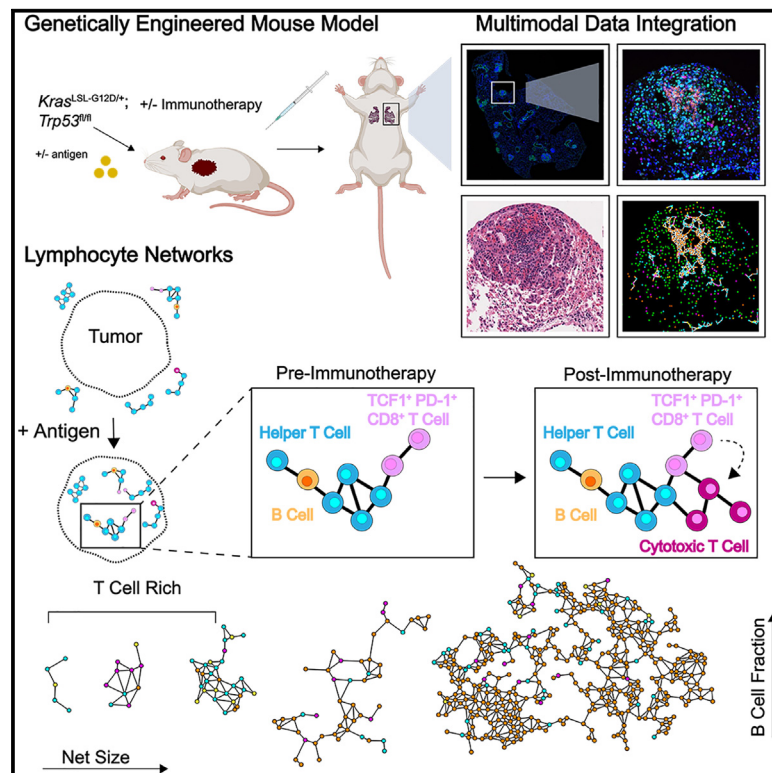 Genetically Engineered Mouse Model
Multimodal Data Integration
Kras^LSL-G12D/+;
Trp53^fl/fl
+/- Immunotherapy
+/- antigen
Lymphocyte Networks
Tumor
+ Antigen
Pre-Immunotherapy
TCF1⁺ PD-1⁺
CD8⁺ T Cell
Helper T Cell
B Cell
Post-Immunotherapy
TCF1⁺ PD-1⁺
CD8⁺ T Cell
Helper T Cell
B Cell
Cytotoxic T Cell
T Cell Rich
Net Size
B Cell Fraction